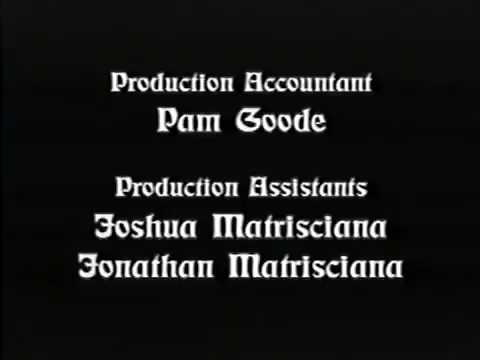 Production Accountant
Pam Goode
Production Assistants
Joshua Matrisciana
Jonathan Matrisciana